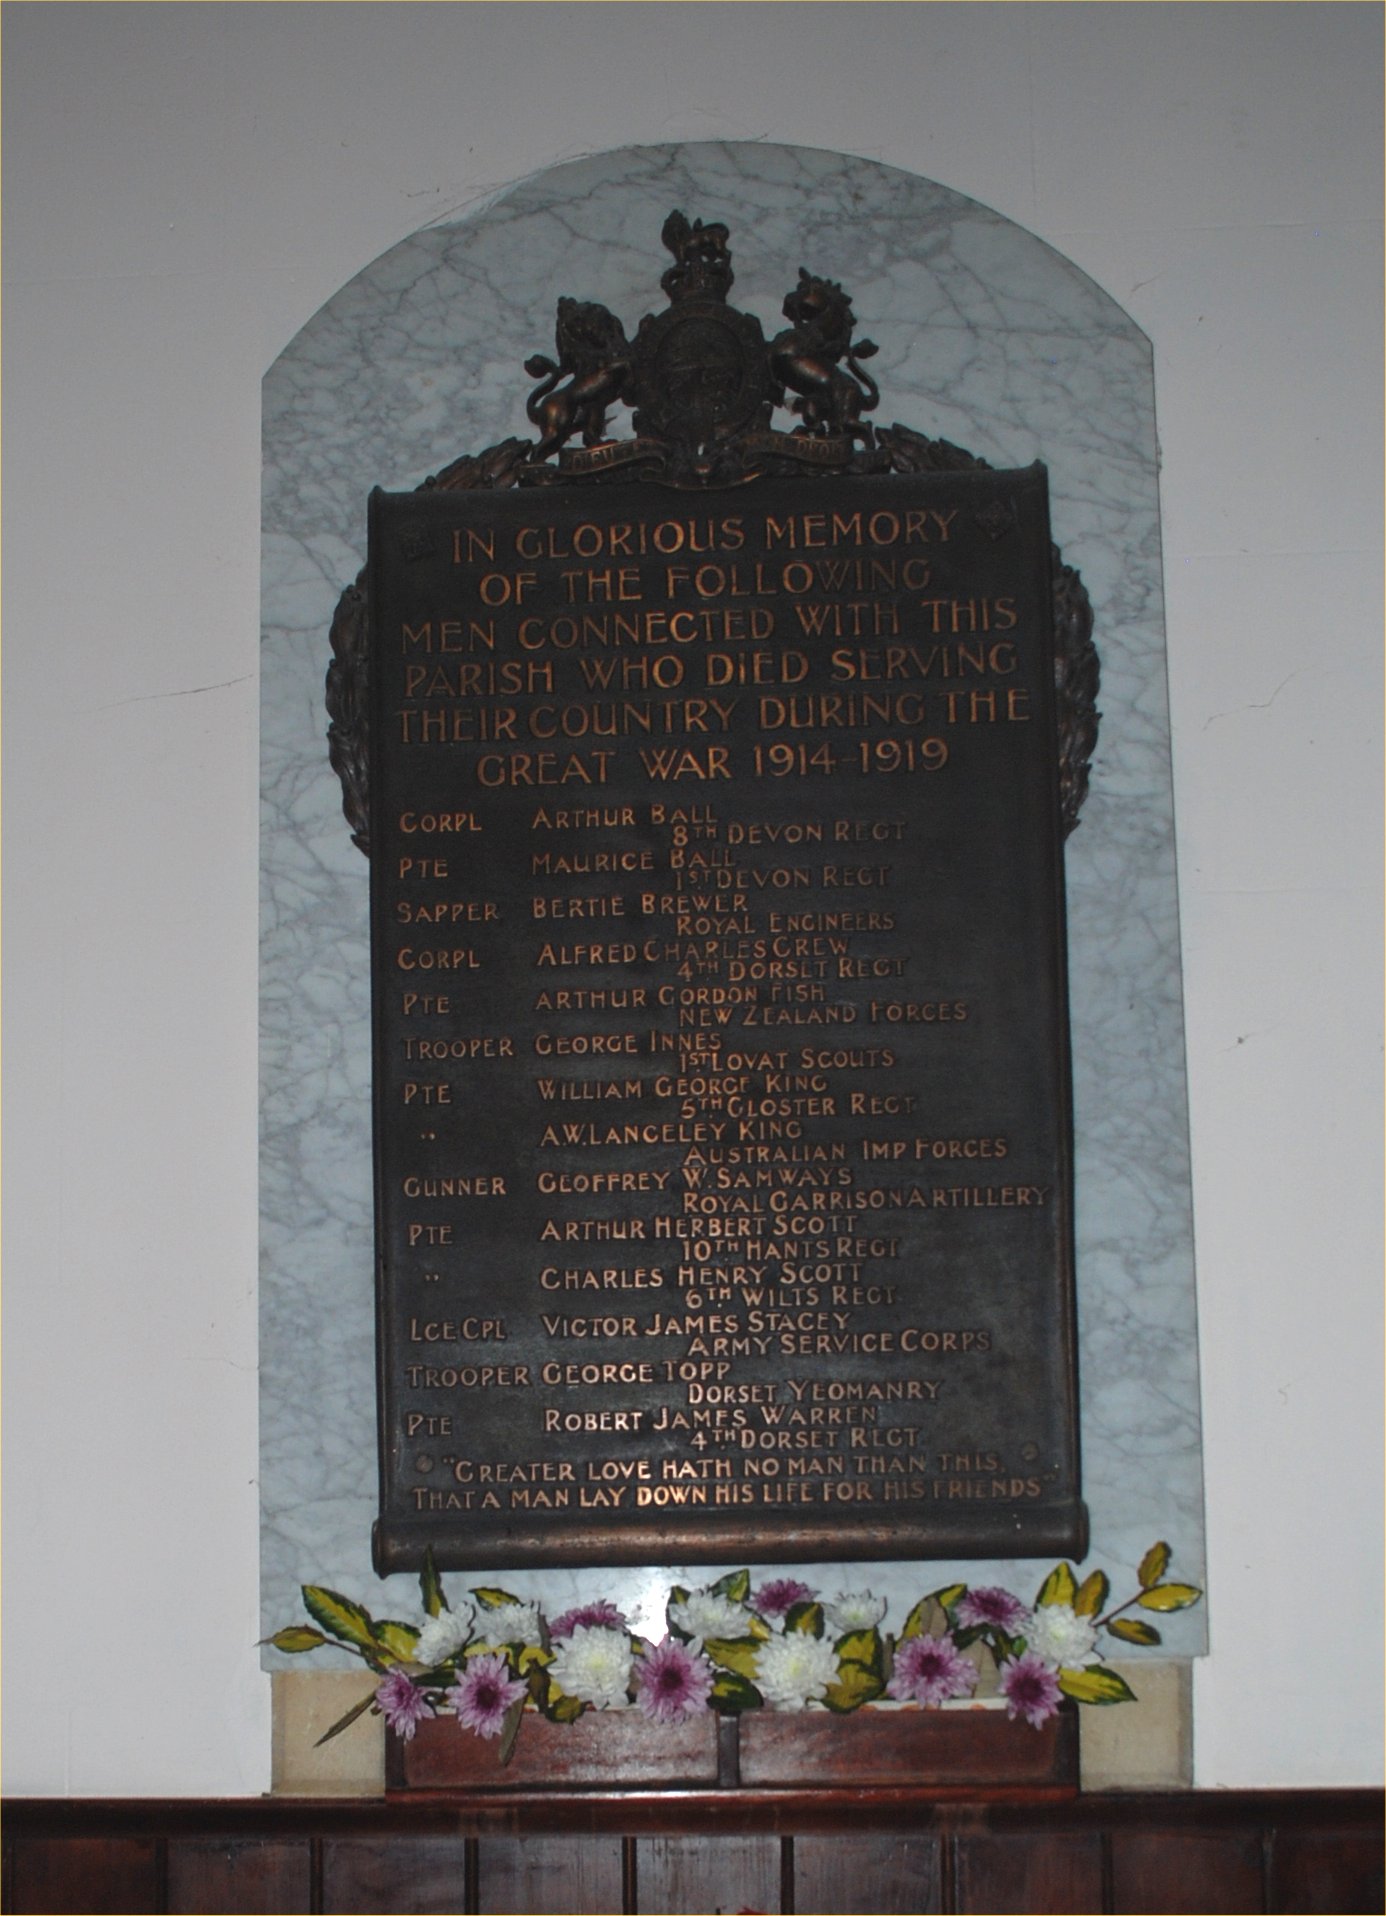 DIEU ET MON DROIT
IN GLORIOUS MEMORY
OF THE FOLLOWING
MEN CONNECTED WITH THIS
PARISH WHO DIED SERVING
THEIR COUNTRY DURING THE
GREAT WAR 1914-1919
CORPL ARTHUR BALL
8TH DEVON REGT
PTE MAURICE BALL
1ST DEVON REGT
SAPPER BERTIE BREWER
ROYAL ENGINEERS
CORPL ALFRED CHARLES CREW
4TH DORSET REGT
PTE ARTHUR GORDON FISH
NEW ZEALAND FORCES
TROOPER GEORGE INNES
1ST LOVAT SCOUTS
PTE WILLIAM GEORGE KING
5TH GLOSTER REGT
" A.W. LANGELEY KING
AUSTRALIAN IMP FORCES
GUNNER GEOFFREY W. SAMWAYS
ROYAL GARRISON ARTILLERY
PTE ARTHUR HERBERT SCOTT
10TH HANTS REGT
" CHARLES HENRY SCOTT
6TH WILTS REGT
LCE CPL VICTOR JAMES STACEY
ARMY SERVICE CORPS
TROOPER GEORGE TOPP
DORSET YEOMANRY
PTE ROBERT JAMES WARREN
4TH DORSET REGT
"GREATER LOVE HATH NO MAN THAN THIS,
THAT A MAN LAY DOWN HIS LIFE FOR HIS FRIENDS"